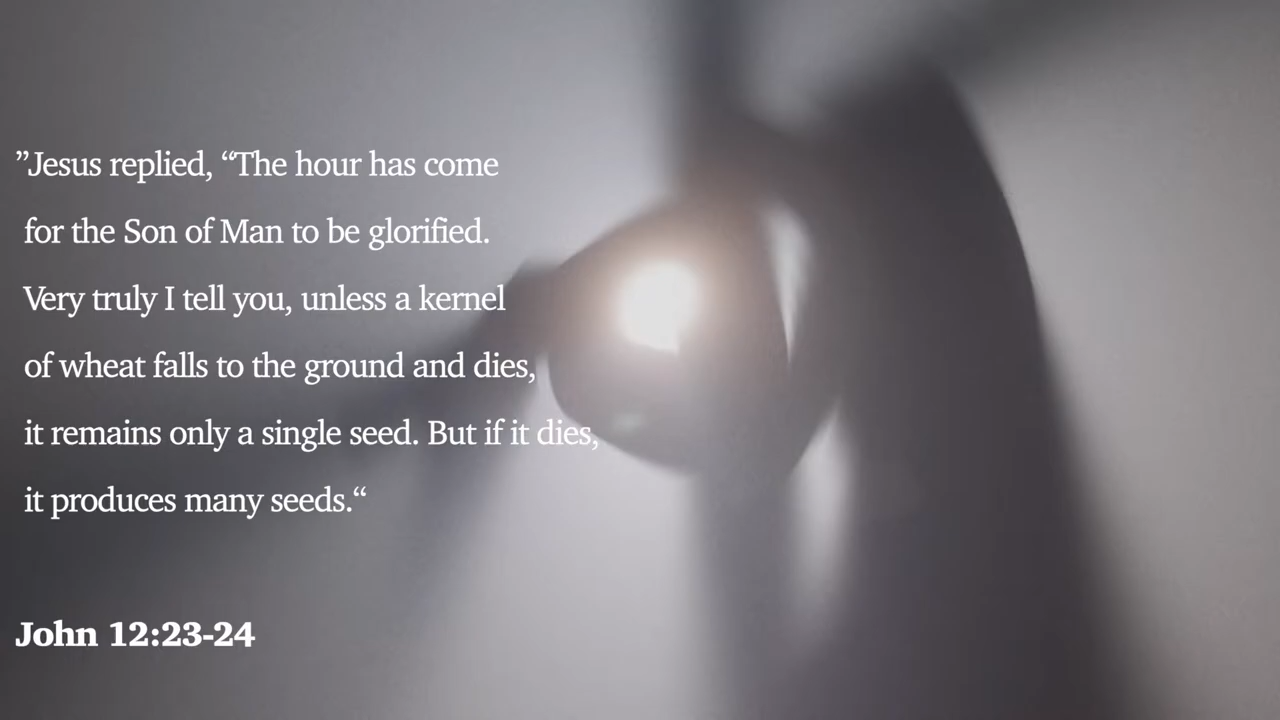 ”Jesus replied, “The hour has come
for the Son of Man to be glorified.
Very truly I tell you, unless a kernel
of wheat falls to the ground and dies,
it remains only a single seed. But if it dies,
it produces many seeds.“
John 12:23-24